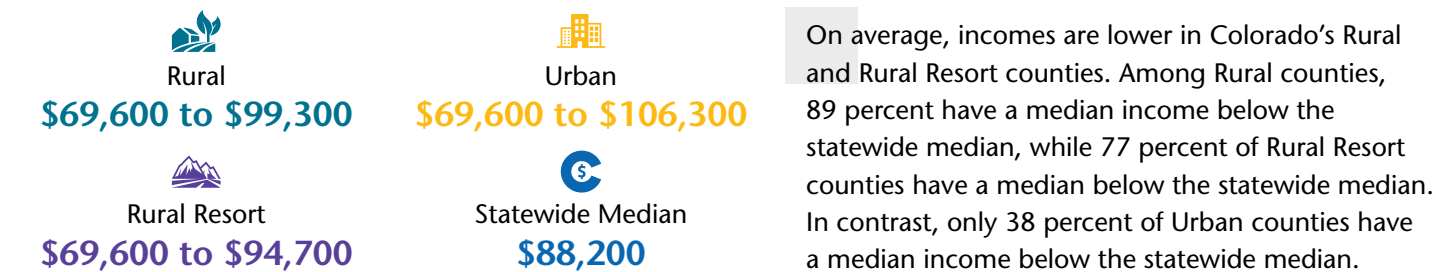 Rural
$69,600 to $99,300
Urban
$69,600 to $106,300
Rural Resort
$69,600 to $94,700
$
Statewide Median
$88,200
On average, incomes are lower in Colorado’s Rural
and Rural Resort counties. Among Rural counties,
89 percent have a median income below the
statewide median, while 77 percent of Rural Resort
counties have a median below the statewide median.
In contrast, only 38 percent of Urban counties have
a median income below the statewide median.